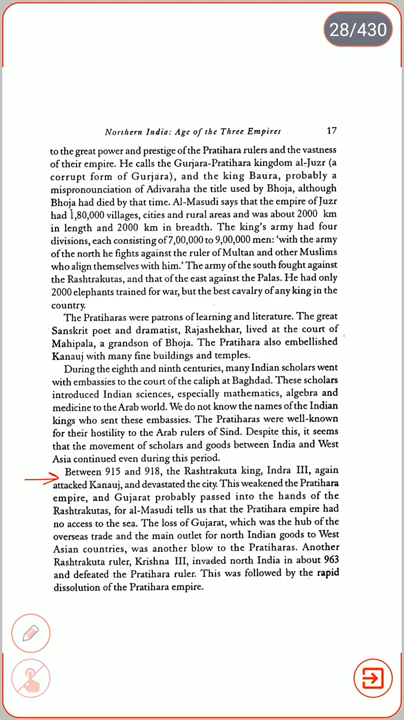 28/430
Northern India: Age of the Three Empires 17
to the great power and prestige of the Pratihara rulers and the vastness
of their empire. He calls the Gurjara-Pratihara kingdom al-Juzr (a
corrupt form of Gurjara), and the king Baura, probably a
mispronounciation of Adivaraha the title used by Bhoja, although
Bhoja had died by that time. Al-Masudi says that the empire of Juzr
had 1,80,000 villages, cities and rural areas and was about 2000 km
in length and 2000 km in breadth. The king's army had four
divisions, each consisting of 7,00,000 to 9,00,000 men: 'with the army
of the north he fights against the ruler of Multan and other Muslims
who align themselves with him.' The army of the south fought against
the Rashtrakutas, and that of the east against the Palas. He had only
2000 elephants trained for war, but the best cavalry of any king in the
country.
The Pratiharas were patrons of learning and literature. The great
Sanskrit poet and dramatist, Rajashekhar, lived at the court of
Mahipala, a grandson of Bhoja. The Pratihara also embellished
Kanauj with many fine buildings and temples.
During the eighth and ninth centuries, many Indian scholars went
with embassies to the court of the caliph at Baghdad. These scholars
introduced Indian sciences, especially mathematics, algebra and
medicine to the Arab world. We do not know the names of the Indian
kings who sent these embassies. The Pratiharas were well-known
for their hostility to the Arab rulers of Sind. Despite this, it seems
that the movement of scholars and goods between India and West
Asia continued even during this period.
Between 915 and 918, the Rashtrakuta king, Indra III, again
attacked Kanauj, and devastated the city. This weakened the Pratihara
empire, and Gujarat probably passed into the hands of the
Rashtrakutas, for al-Masudi tells us that the Pratihara empire had
no access to the sea. The loss of Gujarat, which was the hub of the
overseas trade and the main outlet for north Indian goods to West
Asian countries, was another blow to the Pratiharas. Another
Rashtrakuta ruler, Krishna III, invaded north India in about 963
and defeated the Pratihara ruler. This was followed by the rapid
dissolution of the Pratihara empire.